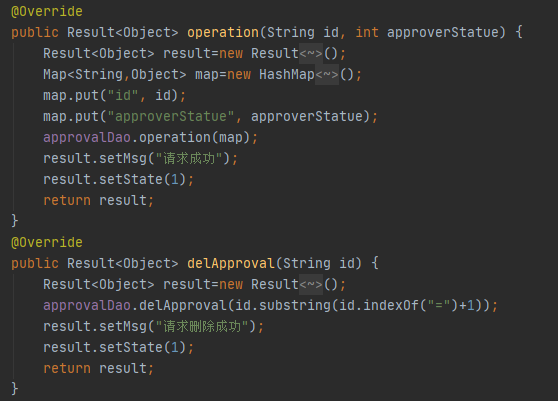 @Override
public Result<Object> operation(String id, int approverStatue) {
Result<Object> result=new Result<~>();
Map<String,Object> map=new HashMap<~>();
map.put("id", id);
map.put("approverStatue", approverStatue);
approvalDao.operation(map);
result.setMsg("请求成功");
result.setState(1);
return result;
}
@Override
public Result<Object> delApproval(String id) {
Result<Object> result=new Result<~>();
approvalDao.delApproval(id.substring(id.indexOf("=")+1));
result.setMsg("请求删除成功");
result.setState(1);
return result;
}